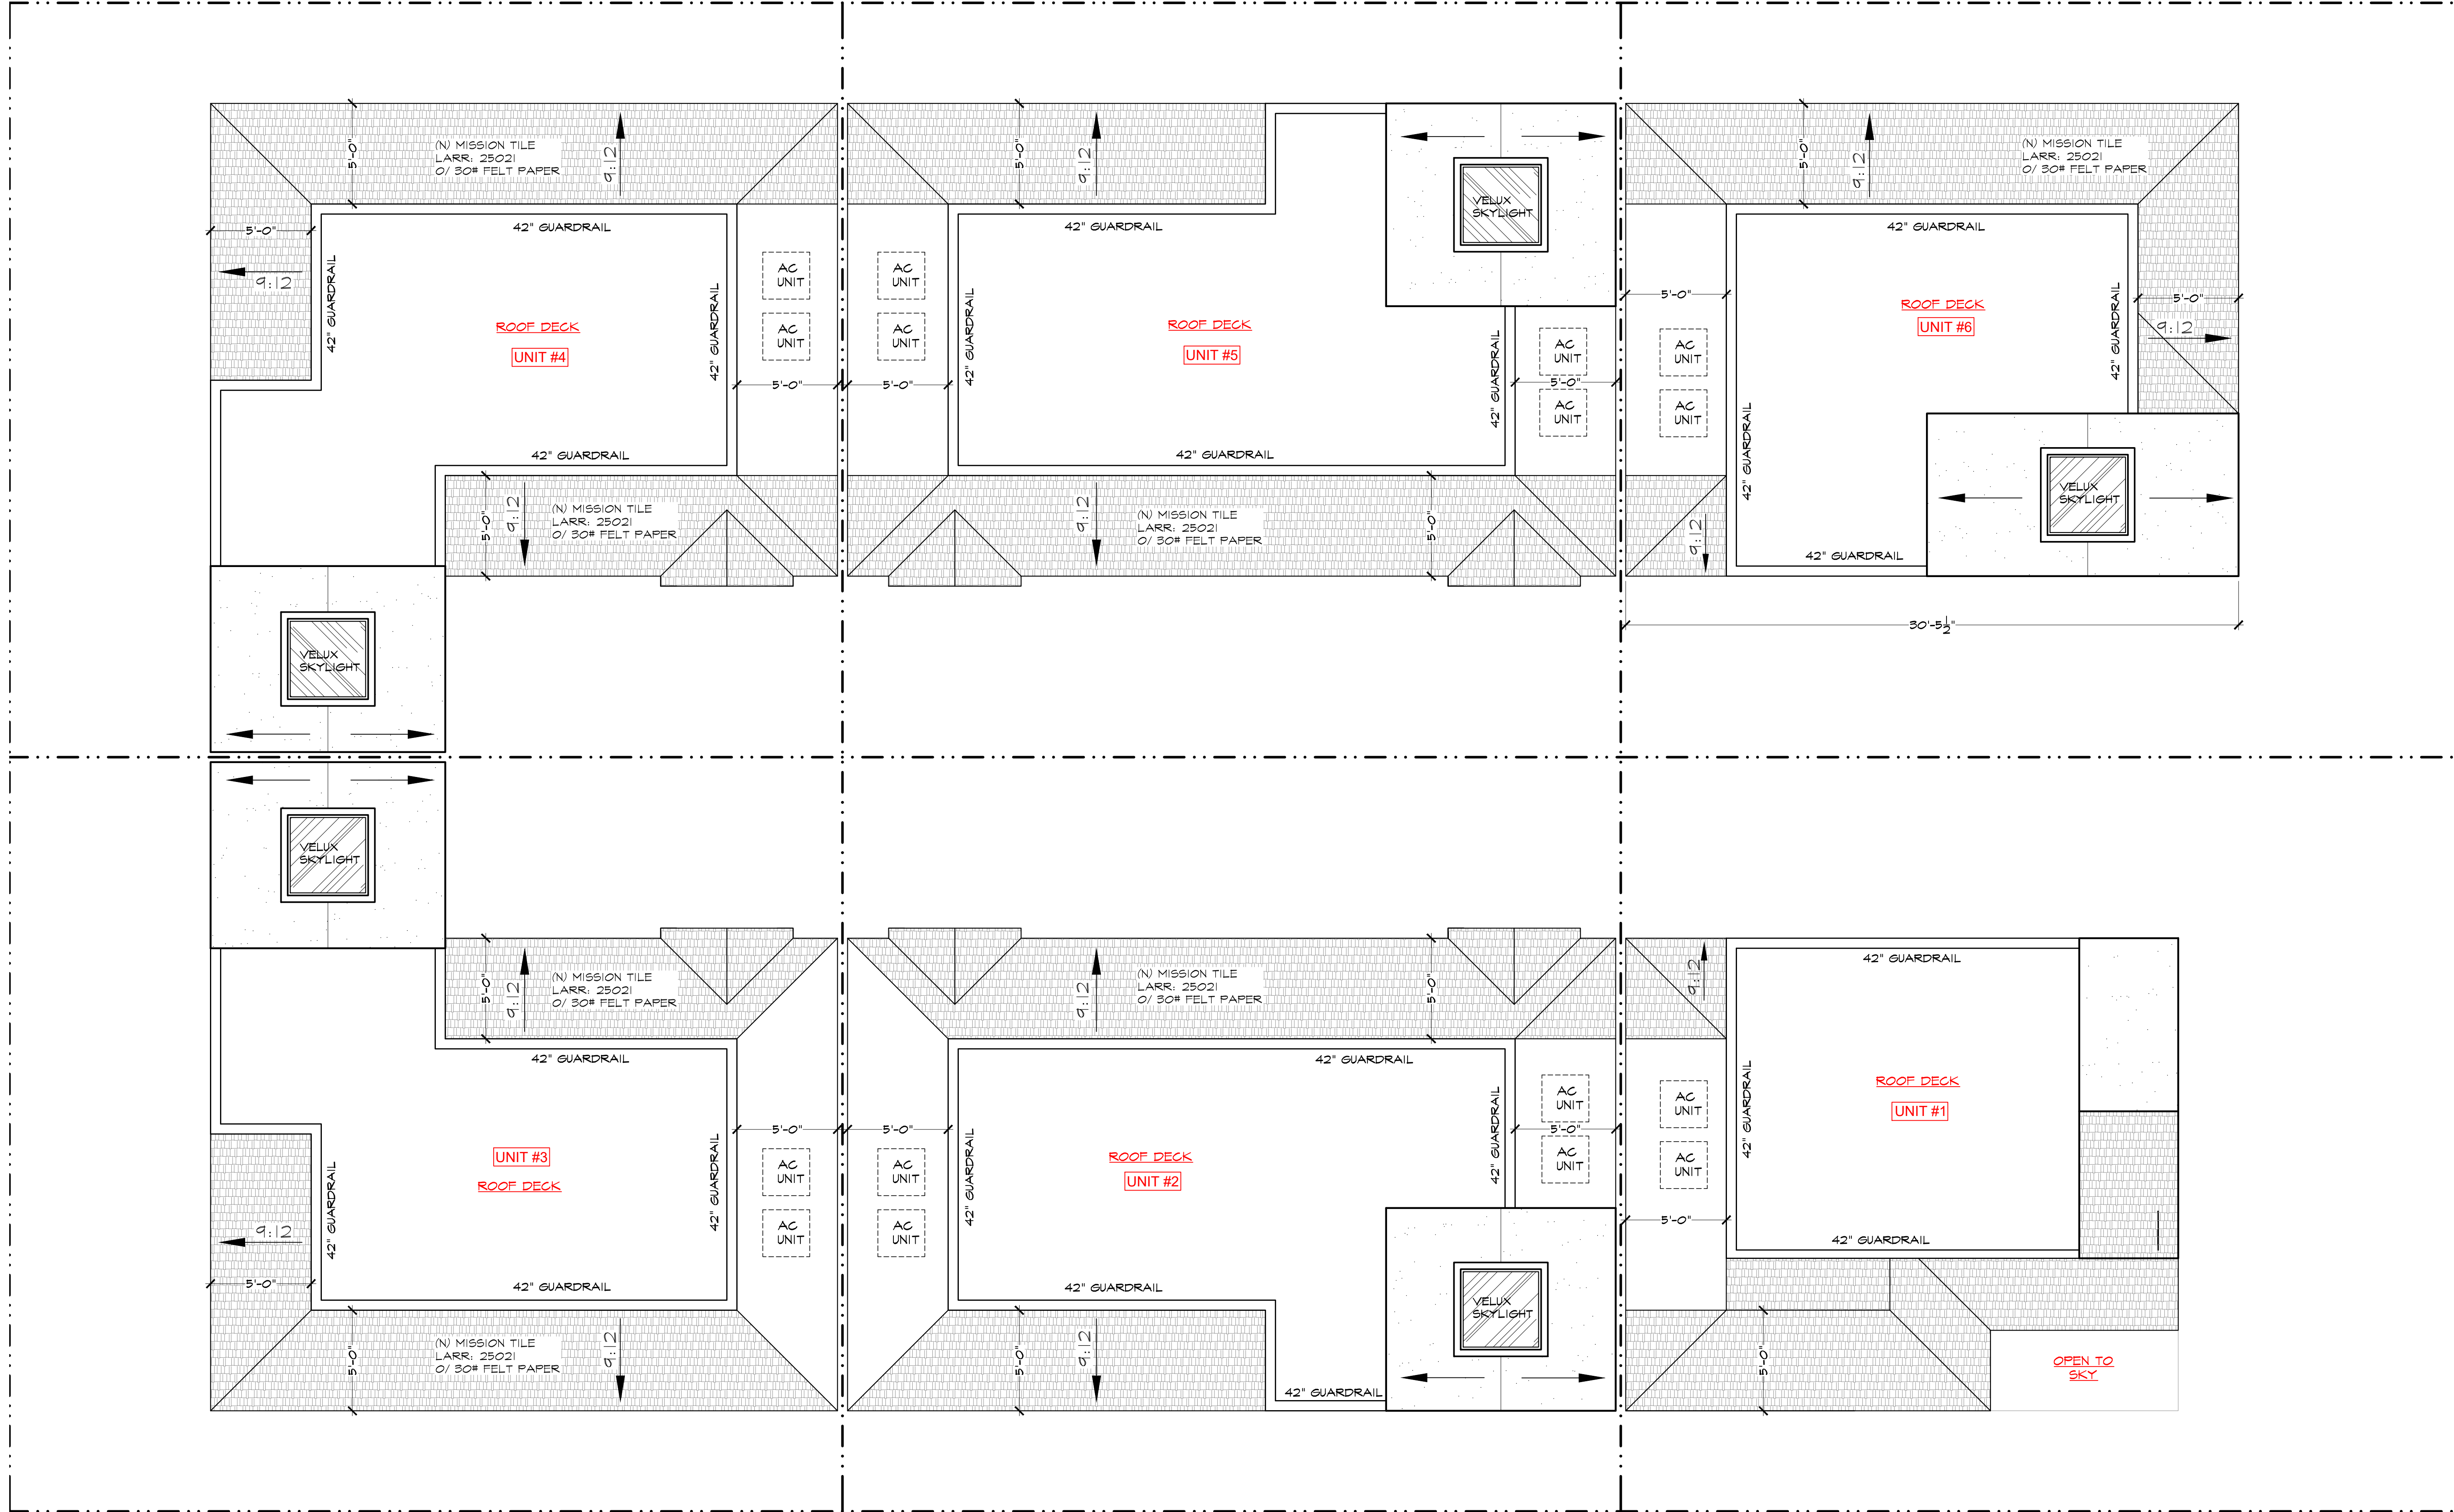 5'-0"
(N) MISSION TILE
LARR: 25021
O/ 30# FELT PAPER
9:12
5'-0"
9:12
42" GUARDRAIL
42" GUARDRAIL
42" GUARDRAIL
ROOF DECK
UNIT #4
AC
UNIT
AC
UNIT
5'-0"
42" GUARDRAIL
5'-0"
9:12
(N) MISSION TILE
LARR: 25021
O/ 30# FELT PAPER
VELUX
SKYLIGHT
5'-0"
9:12
42" GUARDRAIL
VELUX
SKYLIGHT
AC
UNIT
AC
UNIT
5'-0"
42" GUARDRAIL
ROOF DECK
UNIT #5
42" GUARDRAIL
AC
UNIT
5'-0"
AC
UNIT
42" GUARDRAIL
9:12
(N) MISSION TILE
LARR: 25021
O/ 30# FELT PAPER
5'-0"
5'-0"
9:12
(N) MISSION TILE
LARR: 25021
O/ 30# FELT PAPER
42" GUARDRAIL
5'-0"
ROOF DECK
UNIT #6
42" GUARDRAIL
5'-0"
9:12
AC
UNIT
AC
UNIT
42" GUARDRAIL
9:12
42" GUARDRAIL
VELUX
SKYLIGHT
30'-5½"
VELUX
SKYLIGHT
5'-0"
9:12
(N) MISSION TILE
LARR: 25021
O/ 30# FELT PAPER
42" GUARDRAIL
5'-0"
UNIT #3
ROOF DECK
42" GUARDRAIL
42" GUARDRAIL
AC
UNIT
AC
UNIT
9:12
5'-0"
42" GUARDRAIL
5'-0"
(N) MISSION TILE
LARR: 25021
O/ 30# FELT PAPER
9:12
9:12
(N) MISSION TILE
LARR: 25021
O/ 30# FELT PAPER
5'-0"
42" GUARDRAIL
5'-0"
42" GUARDRAIL
ROOF DECK
UNIT #2
42" GUARDRAIL
AC
UNIT
5'-0"
AC
UNIT
AC
UNIT
AC
UNIT
42" GUARDRAIL
VELUX
SKYLIGHT
5'-0"
9:12
42" GUARDRAIL
9:12
42" GUARDRAIL
AC
UNIT
AC
UNIT
42" GUARDRAIL
ROOF DECK
UNIT #1
5'-0"
42" GUARDRAIL
5'-0"
OPEN TO
SKY